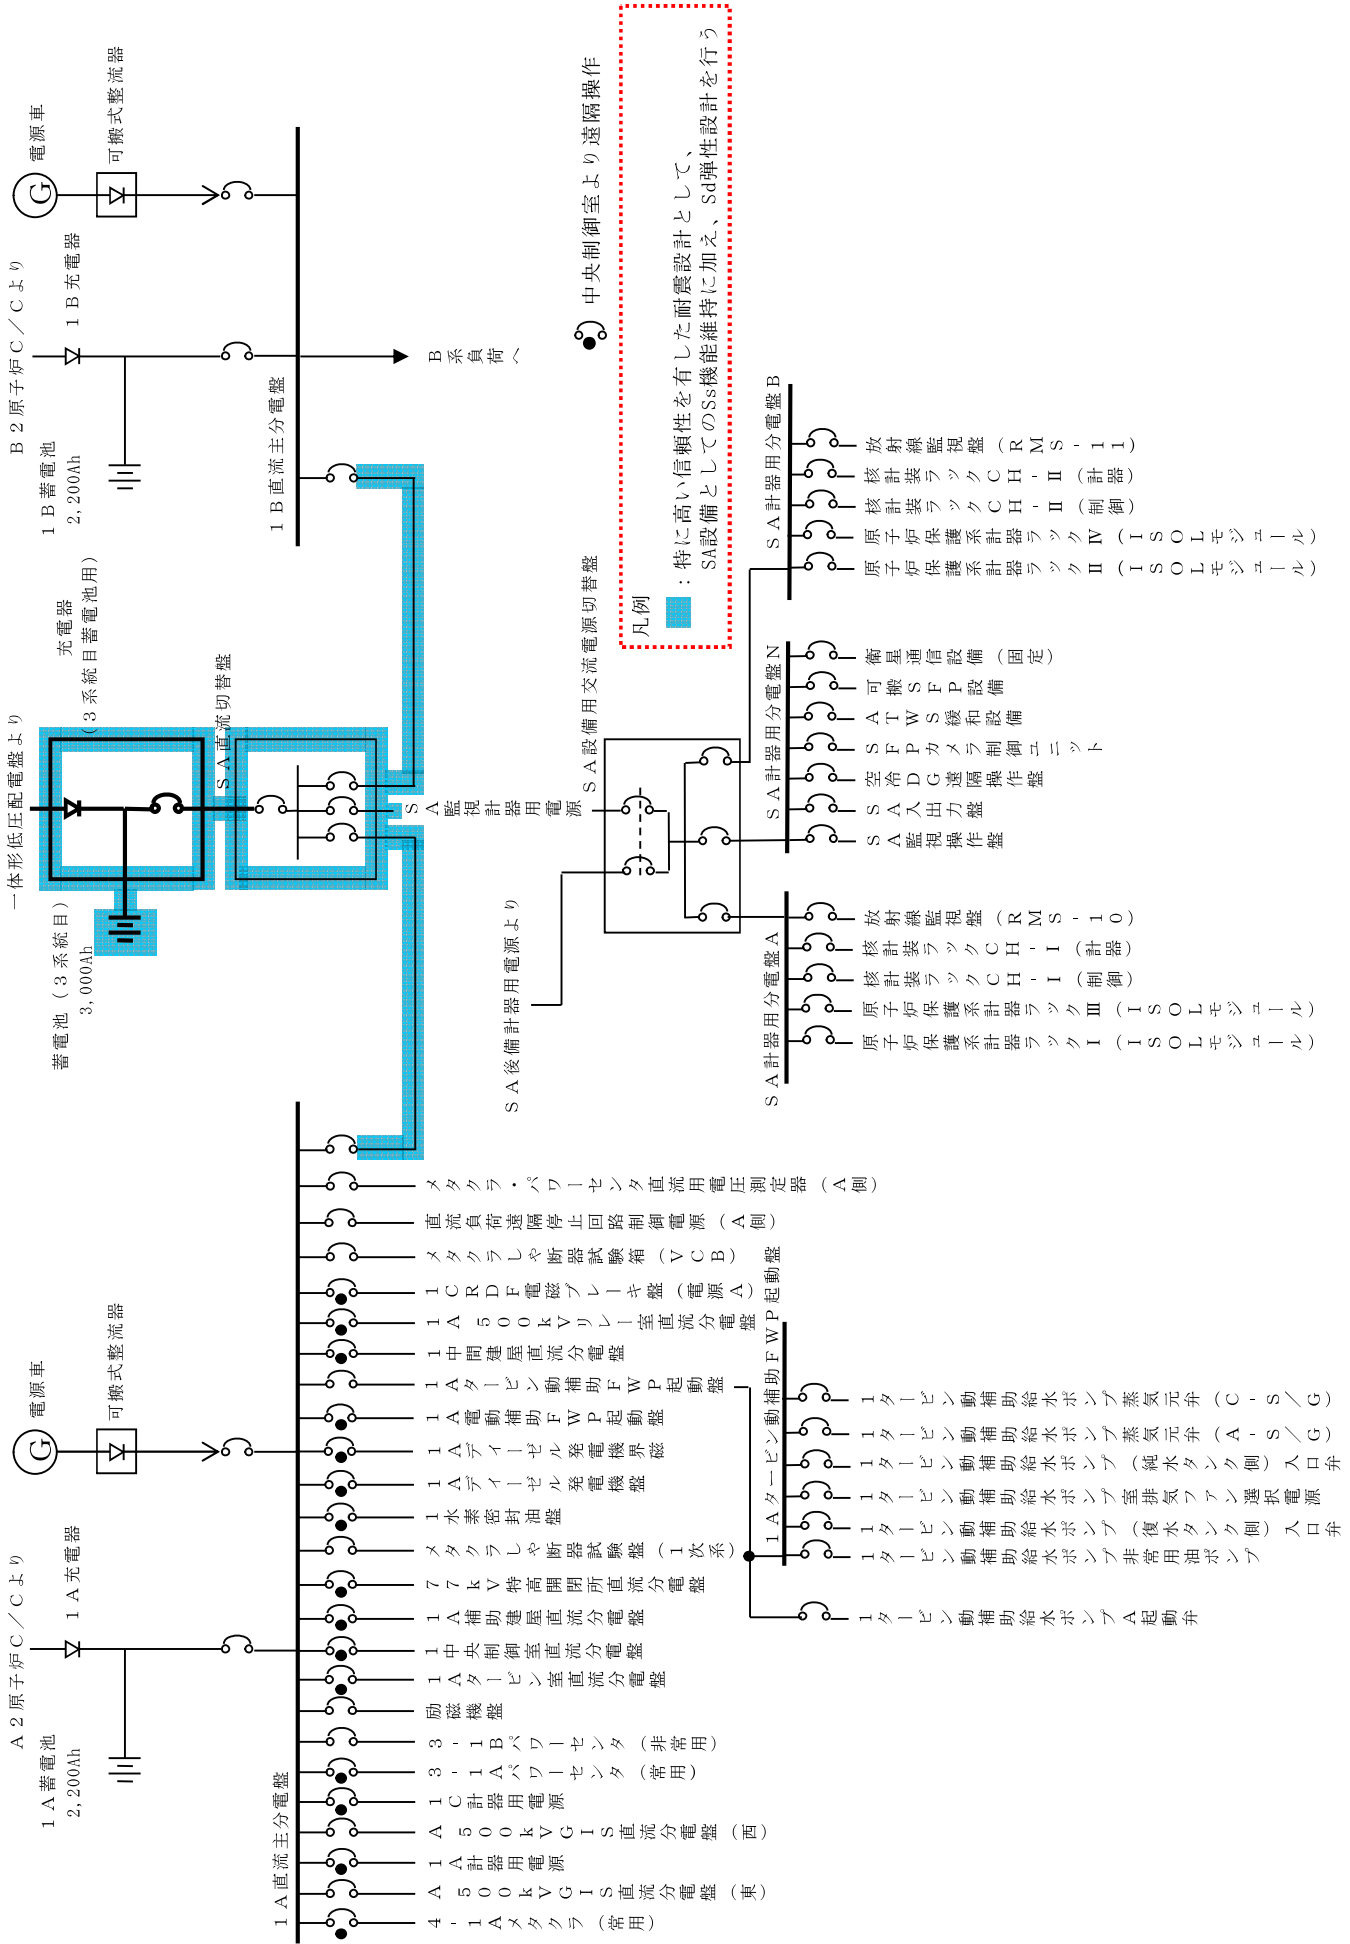 A2原子炉C／Cより
1A蓄電池
2,200Ah
1A充電器
電源車
G
可搬式整流器
1A直流主分電盤
4-1Aメタクラ（常用）
A 500kVGIS直流分電盤（東）
1A計器用電源
A 500kVGIS直流分電盤（西）
1C計器用電源
3-1Aパワーセンタ（常用）
3-1Bパワーセンタ（非常用）
励磁機盤
1Aタービン室直流分電盤
1中央制御室直流分電盤
1A補助建屋直流分電盤
77kV特高開閉所直流分電盤
メタクラしゃ断器試験盤（1次系）
1水素密封油盤
1Aディーゼル発電機盤
1Aディーゼル発電機界磁
1A電動補助FWP起動盤
1Aタービン動補助FWP起動盤
1中間建屋直流分電盤
1A 500kVリレー室直流分電盤
1CRDF電磁ブレーキ盤（電源A）
メタクラしゃ断器試験箱（VCB）
直流負荷遠隔停止回路制御電源（A側）
メタクラ・パワーセンタ直流用電圧測定器（A側）
1Aタービン動補助FWP起動盤
1タービン動補助給水ポンプA起動弁
1タービン動補助給水ポンプ非常用油ポンプ
1タービン動補助給水ポンプ（復水タンク側）入口弁
1タービン動補助給水ポンプ室排気ファン選択電源
1タービン動補助給水ポンプ（純水タンク側）入口弁
1タービン動補助給水ポンプ蒸気元弁（A-S／G）
1タービン動補助給水ポンプ蒸気元弁（C-S／G）
一体形低圧配電盤より
蓄電池（3系統目）
3,000Ah
充電器
（3系統目蓄電池用）
SA直流切替盤
SA監視計器用電源
SA後備計器用電源より
SA設備用交流電源切替盤
SA計器用分電盤A
原子炉保護系計器ラックⅠ（ISOLモジュール）
原子炉保護系計器ラックⅢ（ISOLモジュール）
核計装ラックCH-Ⅰ（制御）
核計装ラックCH-Ⅰ（計器）
放射線監視盤（RMS-10）
SA計器用分電盤N
SA監視操作盤
SA入出力盤
空冷DG遠隔操作盤
SFPカメラ制御ユニット
ATWS緩和設備
可搬SFP設備
衛星通信設備（固定）
SA計器用分電盤B
原子炉保護系計器ラックⅡ（ISOLモジュール）
原子炉保護系計器ラックⅣ（ISOLモジュール）
核計装ラックCH-Ⅱ（制御）
核計装ラックCH-Ⅱ（計器）
放射線監視盤（RMS-11）
B2原子炉C／Cより
1B蓄電池
2,200Ah
1B充電器
電源車
G
可搬式整流器
1B直流主分電盤
B系負荷へ
中央制御室より遠隔操作
凡例
：特に高い信頼性を有した耐震設計として、
SA設備としてのSs機能維持に加え、Sd弾性設計を行う